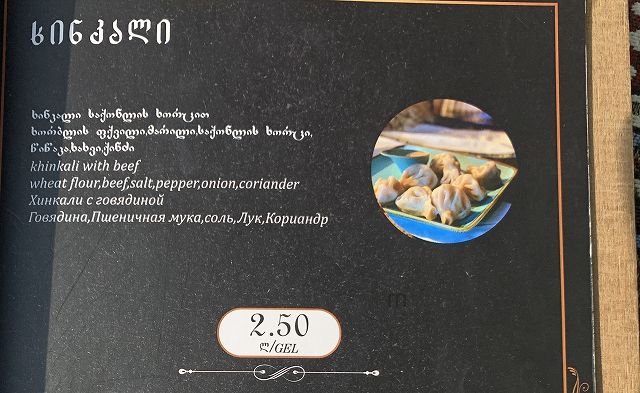 ხინკალი
ხინკალი საქონლის ხორცით
ხორბლის ფქვილი,მარილი,საქონლის ხორცი,
წიწაკა,ხახვი,ქინძი
khinkali with beef
wheat flour,beef,salt,pepper,onion,coriander
Хинкали с говядиной
Говядина,Пшеничная мука,соль,Лук,Кориандр
2.50
ლ/GEL